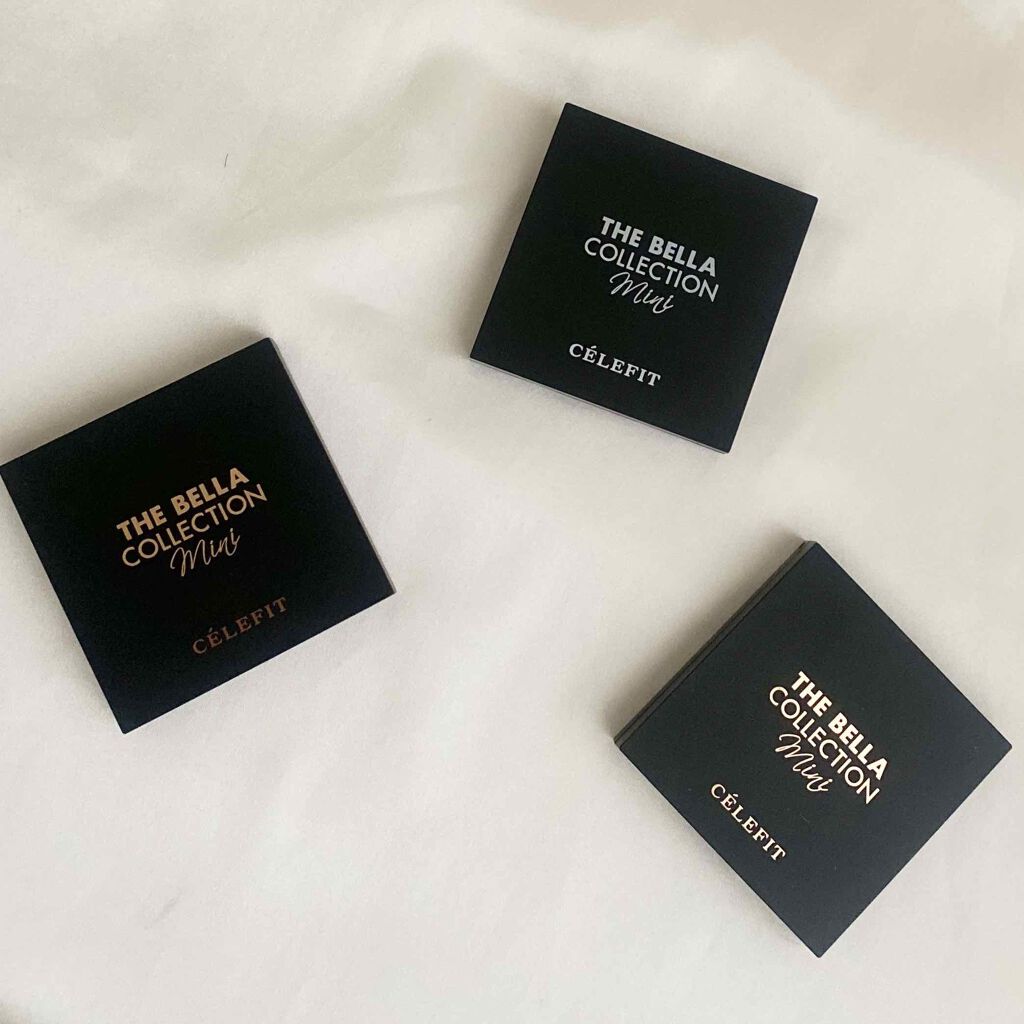 THE BELLA
COLLECTION
Mini
CÉLEFIT
THE BELLA
COLLECTION
Mini
CÉLEFIT
THE BELLA
COLLECTION
Mini
CÉLEFIT